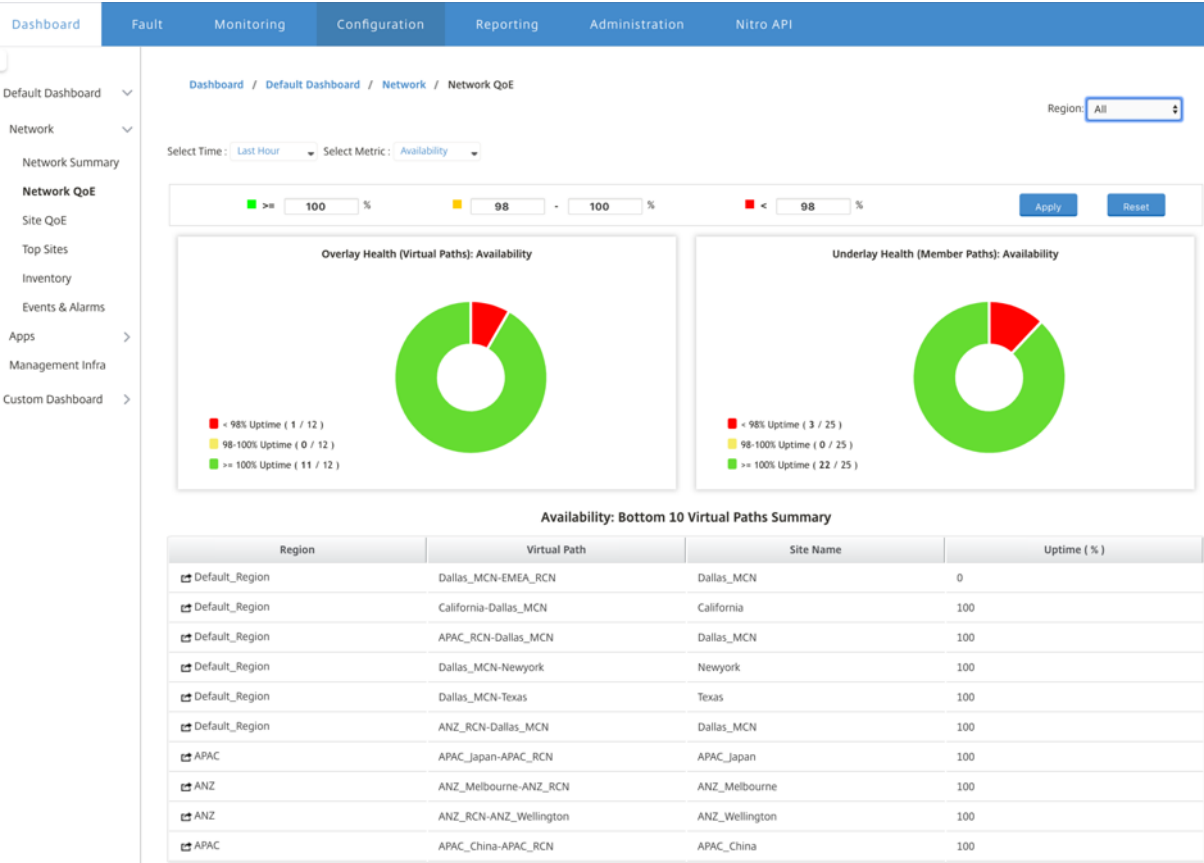 Dashboard Fault Monitoring Configuration Reporting Administration Nitro API
Default Dashboard
Network
Network Summary
Network QoE
Site QoE
Top Sites
Inventory
Events & Alarms
Apps
Management Infra
Custom Dashboard
Dashboard / Default Dashboard / Network / Network QoE
Region: All
Select Time : Last Hour Select Metric : Availability
>= 100 % 98 - 100 % < 98 % Apply Reset
Overlay Health (Virtual Paths): Availability
< 98% Uptime ( 1 / 12 )
98-100% Uptime ( 0 / 12 )
>= 100% Uptime ( 11 / 12 )
Underlay Health (Member Paths): Availability
< 98% Uptime ( 3 / 25 )
98-100% Uptime ( 0 / 25 )
>= 100% Uptime ( 22 / 25 )
Availability: Bottom 10 Virtual Paths Summary
Region Virtual Path Site Name Uptime ( % )
Default_Region Dallas_MCN-EMEA_RCN Dallas_MCN 0
Default_Region California-Dallas_MCN California 100
Default_Region APAC_RCN-Dallas_MCN Dallas_MCN 100
Default_Region Dallas_MCN-Newyork Newyork 100
Default_Region Dallas_MCN-Texas Texas 100
Default_Region ANZ_RCN-Dallas_MCN Dallas_MCN 100
APAC APAC_Japan-APAC_RCN APAC_Japan 100
ANZ ANZ_Melbourne-ANZ_RCN ANZ_Melbourne 100
ANZ ANZ_RCN-ANZ_Wellington ANZ_Wellington 100
APAC APAC_China-APAC_RCN APAC_China 100